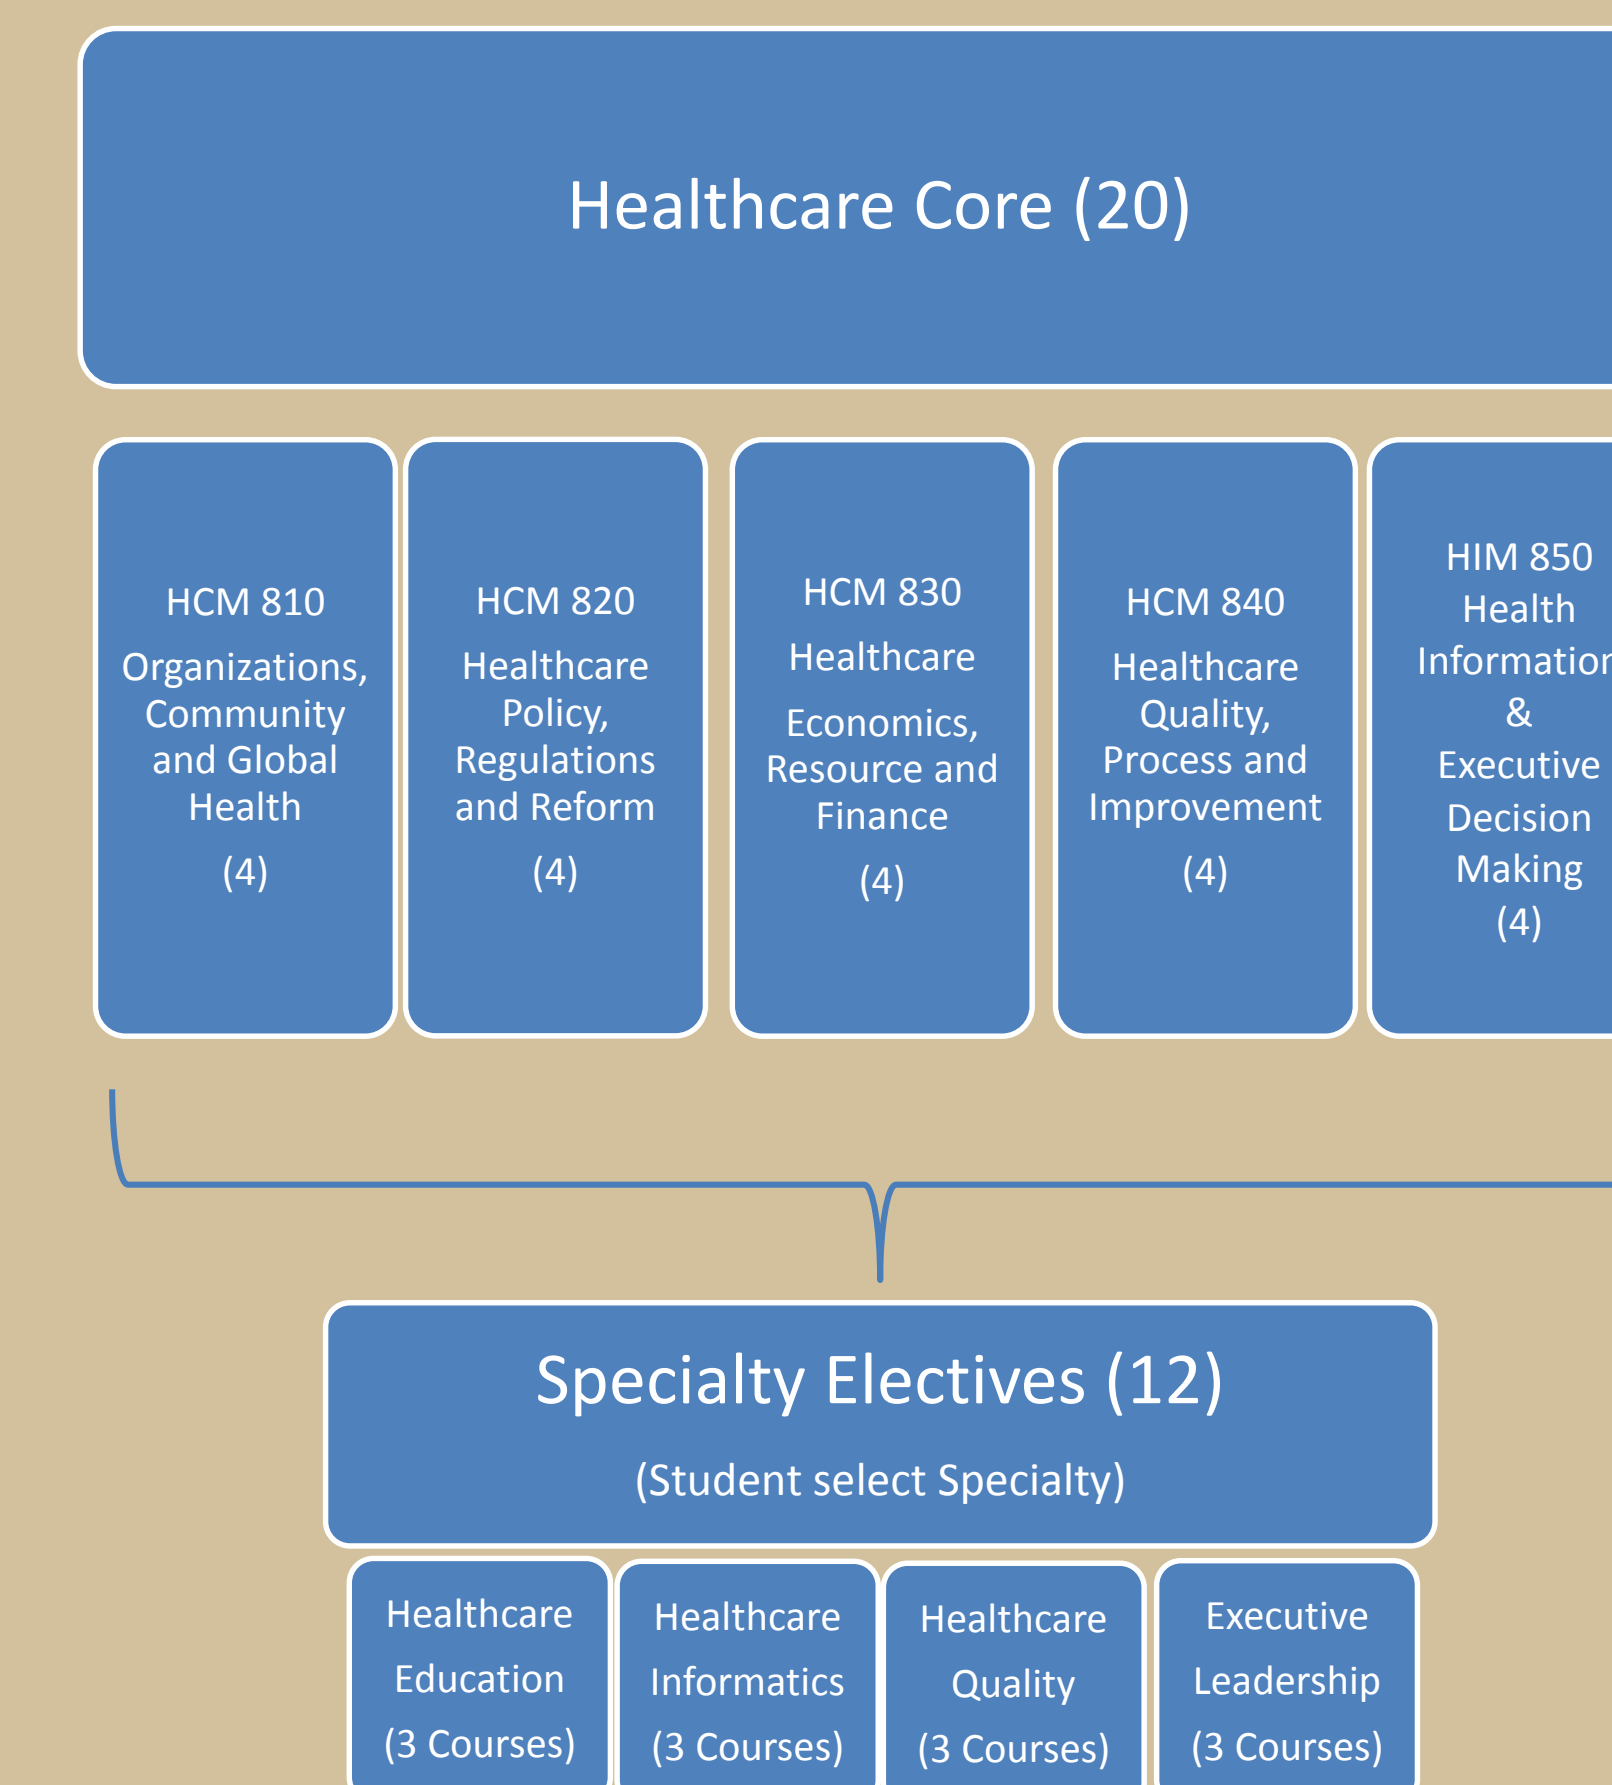 Healthcare Core (20)
HCM 810
Organizations,
Community
and Global
Health
(4)
HCM 820
Healthcare
Policy,
Regulations
and Reform
(4)
HCM 830
Healthcare
Economics,
Resource and
Finance
(4)
HCM 840
Healthcare
Quality,
Process and
Improvement
(4)
HIM 850
Health
Information
&
Executive
Decision
Making
(4)
Specialty Electives (12)
(Student select Specialty)
Healthcare
Education
(3 Courses)
Healthcare
Informatics
(3 Courses)
Healthcare
Quality
(3 Courses)
Executive
Leadership
(3 Courses)